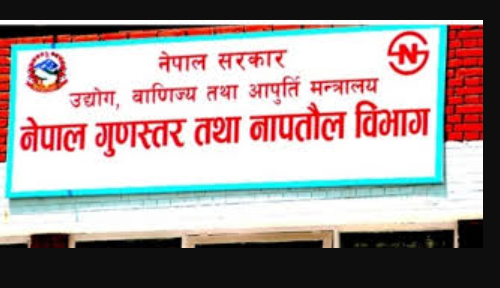 नेपाल सरकार
उद्योग, वाणिज्य तथा आपुर्ति मन्त्रालय
नेपाल गुणस्तर तथा नापतौल विभाग